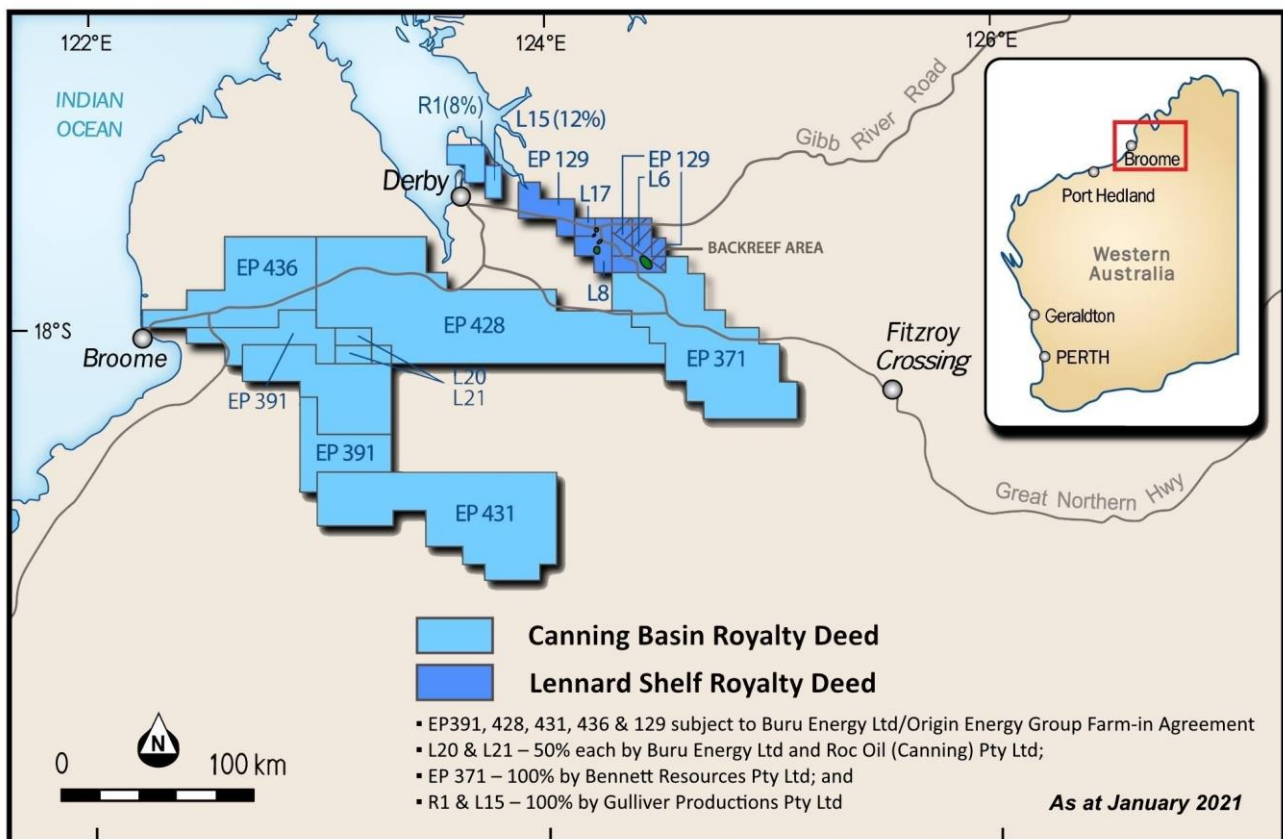 122°E
124°E
126°E
INDIAN
OCEAN
R1(8%)
L15(12%)
Gibb River Road
EP 129
EP 129
L6
L17
Derby
BACKREEF AREA
EP 436
L8
18°S
EP 428
Broome
EP 371
Fitzroy
Crossing
L20
L21
EP 391
EP 391
EP 431
Great Northern Hwy
Broome
Port Hedland
Western
Australia
Geraldton
PERTH
Canning Basin Royalty Deed
Lennard Shelf Royalty Deed
▪ EP391, 428, 431, 436 & 129 subject to Buru Energy Ltd/Origin Energy Group Farm-in Agreement
▪ L20 & L21 – 50% each by Buru Energy Ltd and Roc Oil (Canning) Pty Ltd;
▪ EP 371 – 100% by Bennett Resources Pty Ltd; and
▪ R1 & L15 – 100% by Gulliver Productions Pty Ltd
As at January 2021
N
0 100 km